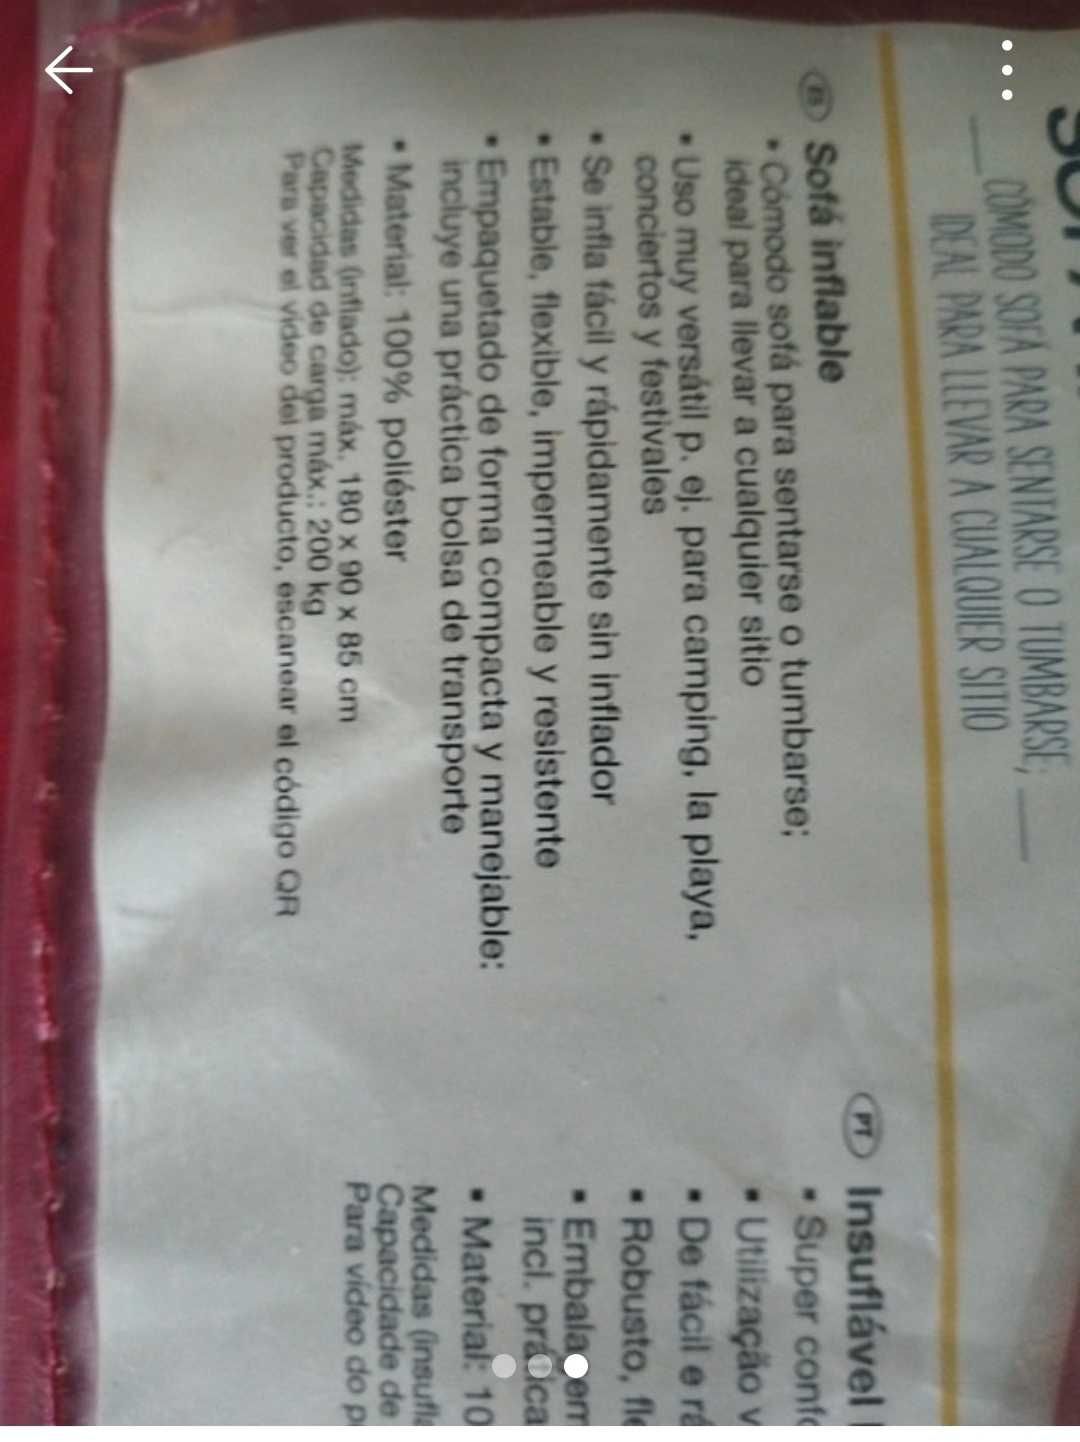 CÓMODO SOFÁ PARA SENTARSE O TUMBARSE;
IDEAL PARA LLEVAR A CUALQUIER SITIO
ES Sofá inflable
• Cómodo sofá para sentarse o tumbarse;
ideal para llevar a cualquier sitio
• Uso muy versátil p. ej. para camping, la playa,
conciertos y festivales
• Se infla fácil y rápidamente sin inflador
• Estable, flexible, impermeable y resistente
• Empaquetado de forma compacta y manejable:
incluye una práctica bolsa de transporte
• Material: 100% poliéster
Medidas (inflado): máx. 180 x 90 x 85 cm
Capacidad de carga máx.: 200 kg
Para ver el vídeo del producto, escanear el código QR
PT Insuflável
• Super
• Utilização
• De fácil e
• Robusto,
•
incl.
• Material: 10
Medidas
Capacidade de
Para vídeo do